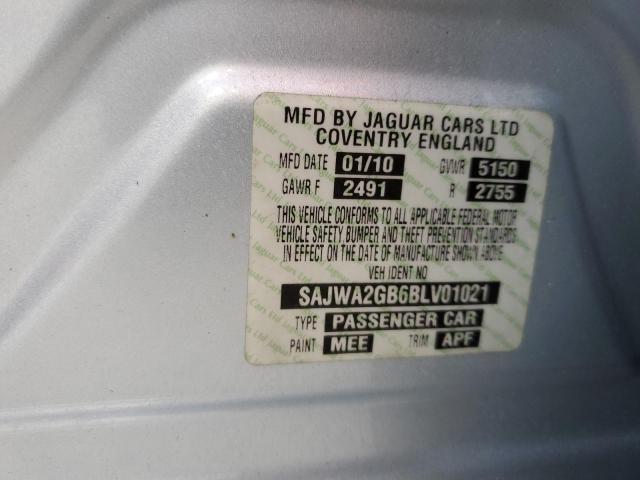 MFD BY JAGUAR CARS LTD
COVENTRY ENGLAND
MFD DATE 01/10 GVWR 5150
GAWR F 2491 R 2755
THIS VEHICLE CONFORMS TO ALL APPLICABLE FEDERAL MOTOR
VEHICLE SAFETY BUMPER AND THEFT PREVENTION STANDARDS
IN EFFECT ON THE DATE OF MANUFACTURE SHOWN ABOVE
VEH IDENT NO
SAJWA2GB6BLV01021
TYPE PASSENGER CAR
PAINT MEE TRIM APF